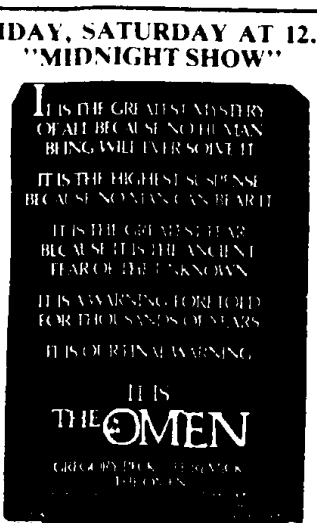 IDAY, SATURDAY AT 12.
"MIDNIGHT SHOW"
IT IS THE GREATEST MYSTERY
OF ALL BECAUSE NO HUMAN
BEING WILL EVER SOLVE IT
IT IS THE HIGHEST SUSPENSE
BECAUSE NO MAN CAN BEAR IT
IT IS THE GREATEST FEAR
BECAUSE IT IS THE ANCIENT
FEAR OF THE UNKNOWN
IT IS A WARNING FORETOLD
FOR THOUSANDS OF YEARS
IT IS OUR FINAL WARNING
IT IS
THE OMEN
GREGORY PECK
THE OMEN